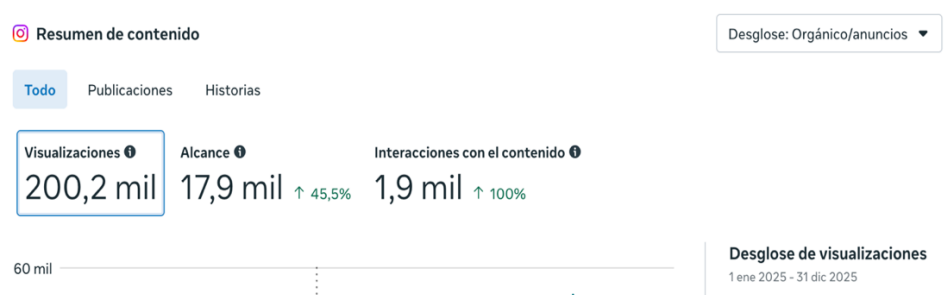 Resumen de contenido
Desglose: Orgánico/anuncios
Todo Publicaciones Historias
Visualizaciones Alcance Interacciones con el contenido
200,2 mil 17,9 mil ↑ 45,5% 1,9 mil ↑ 100%
60 mil
Desglose de visualizaciones
1 ene 2025 - 31 dic 2025